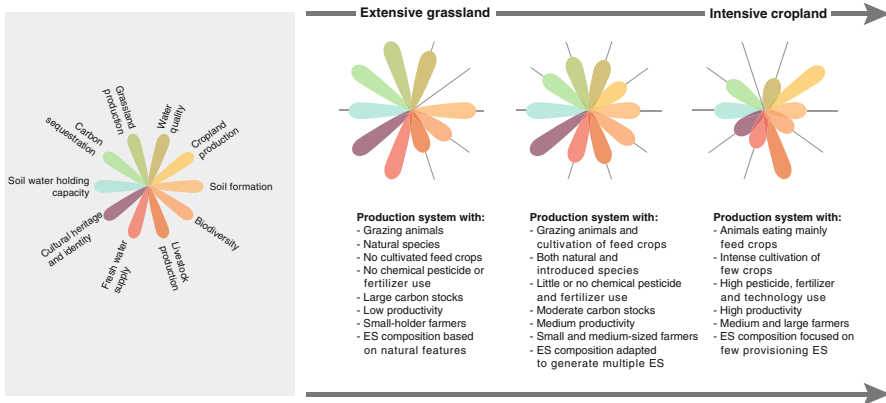 Extensive grassland
Intensive cropland
Grassland
production
Water
quality
Cropland
production
Soil formation
Biodiversity
Livestock
production
Fresh water
supply
Cultural heritage
and identity
Soil water holding
capacity
Carbon
sequestration
Production system with:
- Grazing animals
- Natural species
- No cultivated feed crops
- No chemical pesticide or
fertilizer use
- Large carbon stocks
- Low productivity
- Small-holder farmers
- ES composition based
on natural features
Production system with:
- Grazing animals and
cultivation of feed crops
- Both natural and
introduced species
- Little or no chemical pesticide
and fertilizer use
- Moderate carbon stocks
- Medium productivity
- Small and medium-sized farmers
- ES composition adapted
to generate multiple ES
Production system with:
- Animals eating mainly
feed crops
- Intense cultivation of
few crops
- High pesticide, fertilizer
and technology use
- High productivity
- Medium and large farmers
- ES composition focused on
few provisioning ES